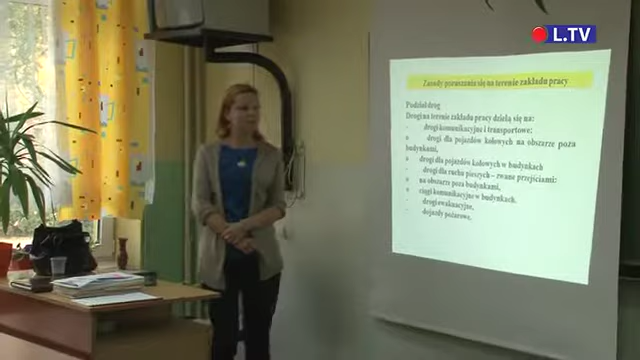 L.TV
Zasady poruszania się na terenie zakładu pracy
Podział dróg
Drogi na terenie zakładu pracy dzielą się na:
- drogi komunikacyjne i transportowe:
o drogi dla pojazdów kołowych na obszarze poza
budynkami,
o drogi dla pojazdów kołowych w budynkach
- drogi dla ruchu pieszych – zwane przejściami:
o na obszarze poza budynkami,
o ciągi komunikacyjne w budynkach.
- drogi ewakuacyjne,
- dojazdy pożarowe.